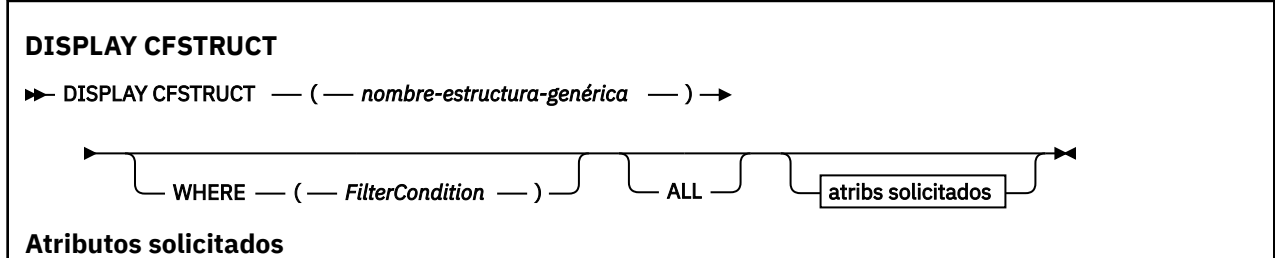 DISPLAY CFSTRUCT
DISPLAY CFSTRUCT ( nombre-estructura-genérica )
WHERE ( FilterCondition ) ALL atribs solicitados
Atributos solicitados